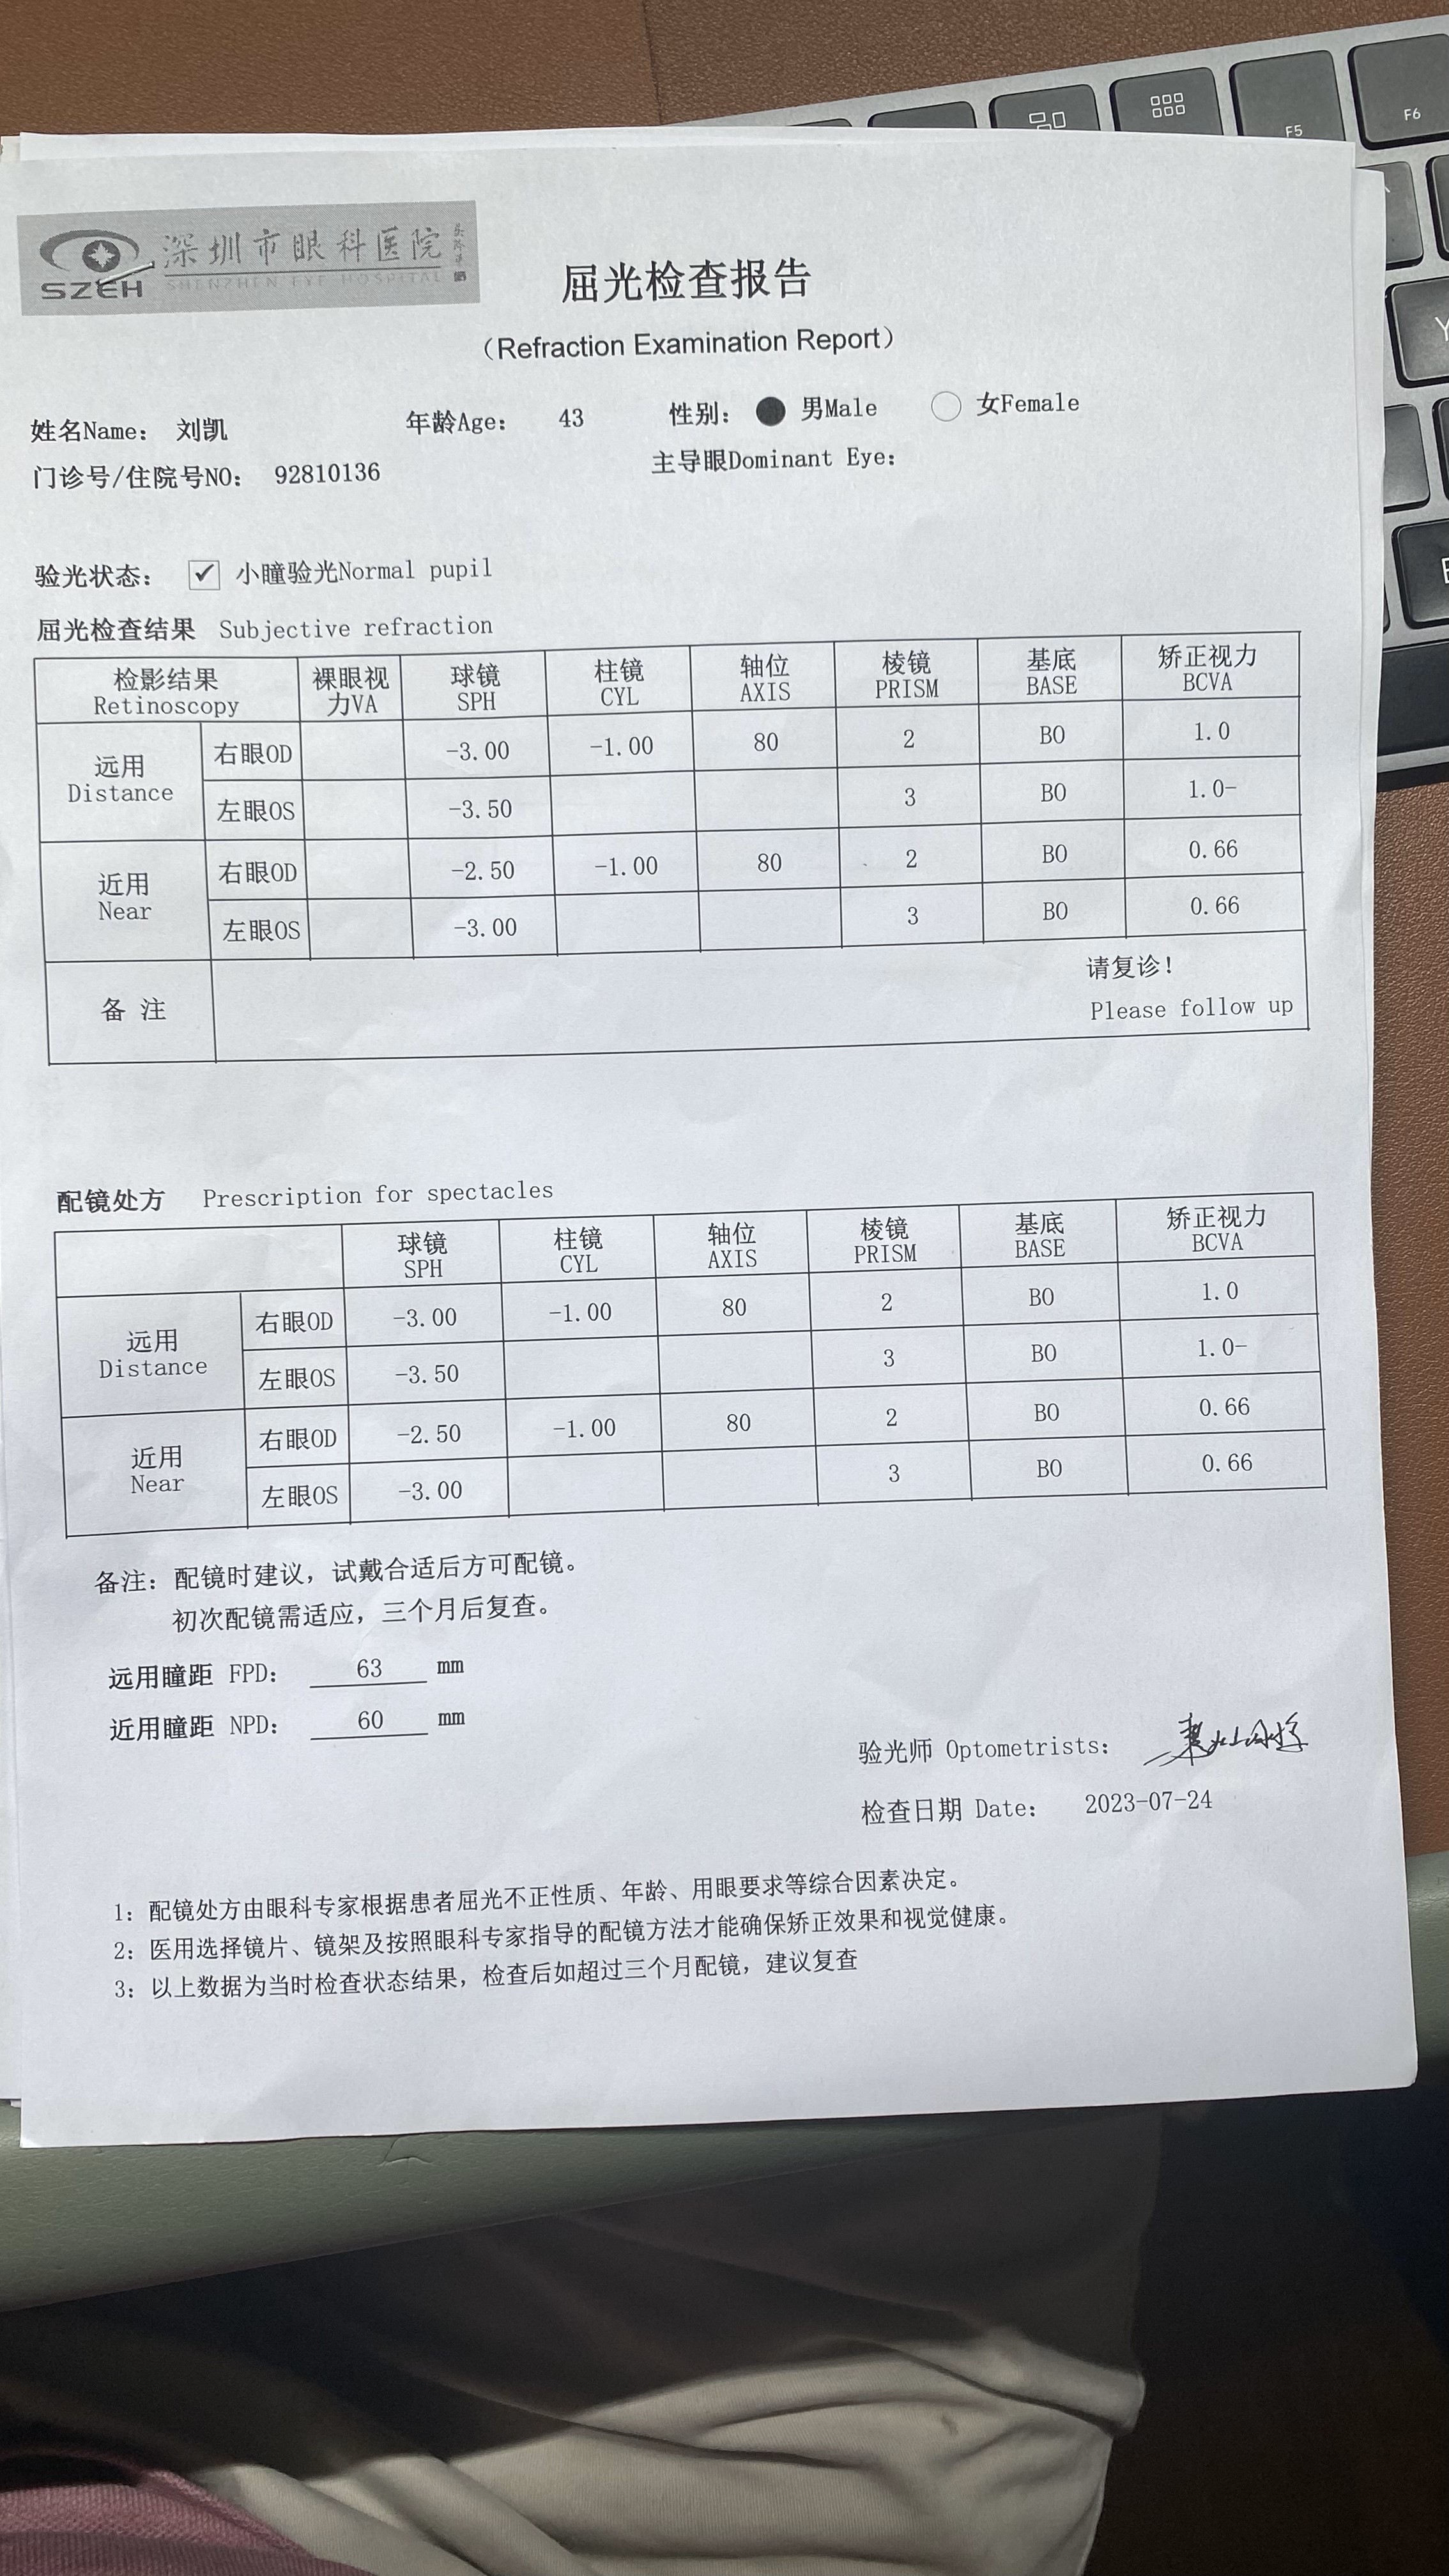 SZEH 深圳市眼科医院
SHENZHEN EYE HOSPITAL
屈光检查报告
（Refraction Examination Report）
姓名Name： 刘凯 年龄Age： 43 性别： 男Male 女Female
门诊号/住院号NO： 92810136 主导眼Dominant Eye：
验光状态： ✔ 小瞳验光Normal pupil
屈光检查结果 Subjective refraction
检影结果 裸眼视 球镜 柱镜 轴位 棱镜 基底 矫正视力
Retinoscopy 力VA SPH CYL AXIS PRISM BASE BCVA
远用 Distance 右眼OD -3.00 -1.00 80 2 BO 1.0
左眼OS -3.50 3 BO 1.0-
近用 Near 右眼OD -2.50 -1.00 80 2 BO 0.66
左眼OS -3.00 3 BO 0.66
备 注 请复诊！
Please follow up
配镜处方 Prescription for spectacles
球镜 柱镜 轴位 棱镜 基底 矫正视力
SPH CYL AXIS PRISM BASE BCVA
远用 Distance 右眼OD -3.00 -1.00 80 2 BO 1.0
左眼OS -3.50 3 BO 1.0-
近用 Near 右眼OD -2.50 -1.00 80 2 BO 0.66
左眼OS -3.00 3 BO 0.66
备注：配镜时建议，试戴合适后方可配镜。
初次配镜需适应，三个月后复查。
远用瞳距 FPD： 63 mm
近用瞳距 NPD： 60 mm
验光师 Optometrists：
检查日期 Date： 2023-07-24
1：配镜处方由眼科专家根据患者屈光不正性质、年龄、用眼要求等综合因素决定。
2：医用选择镜片、镜架及按照眼科专家指导的配镜方法才能确保矫正效果和视觉健康。
3：以上数据为当时检查状态结果，检查后如超过三个月配镜，建议复查
F5
F6